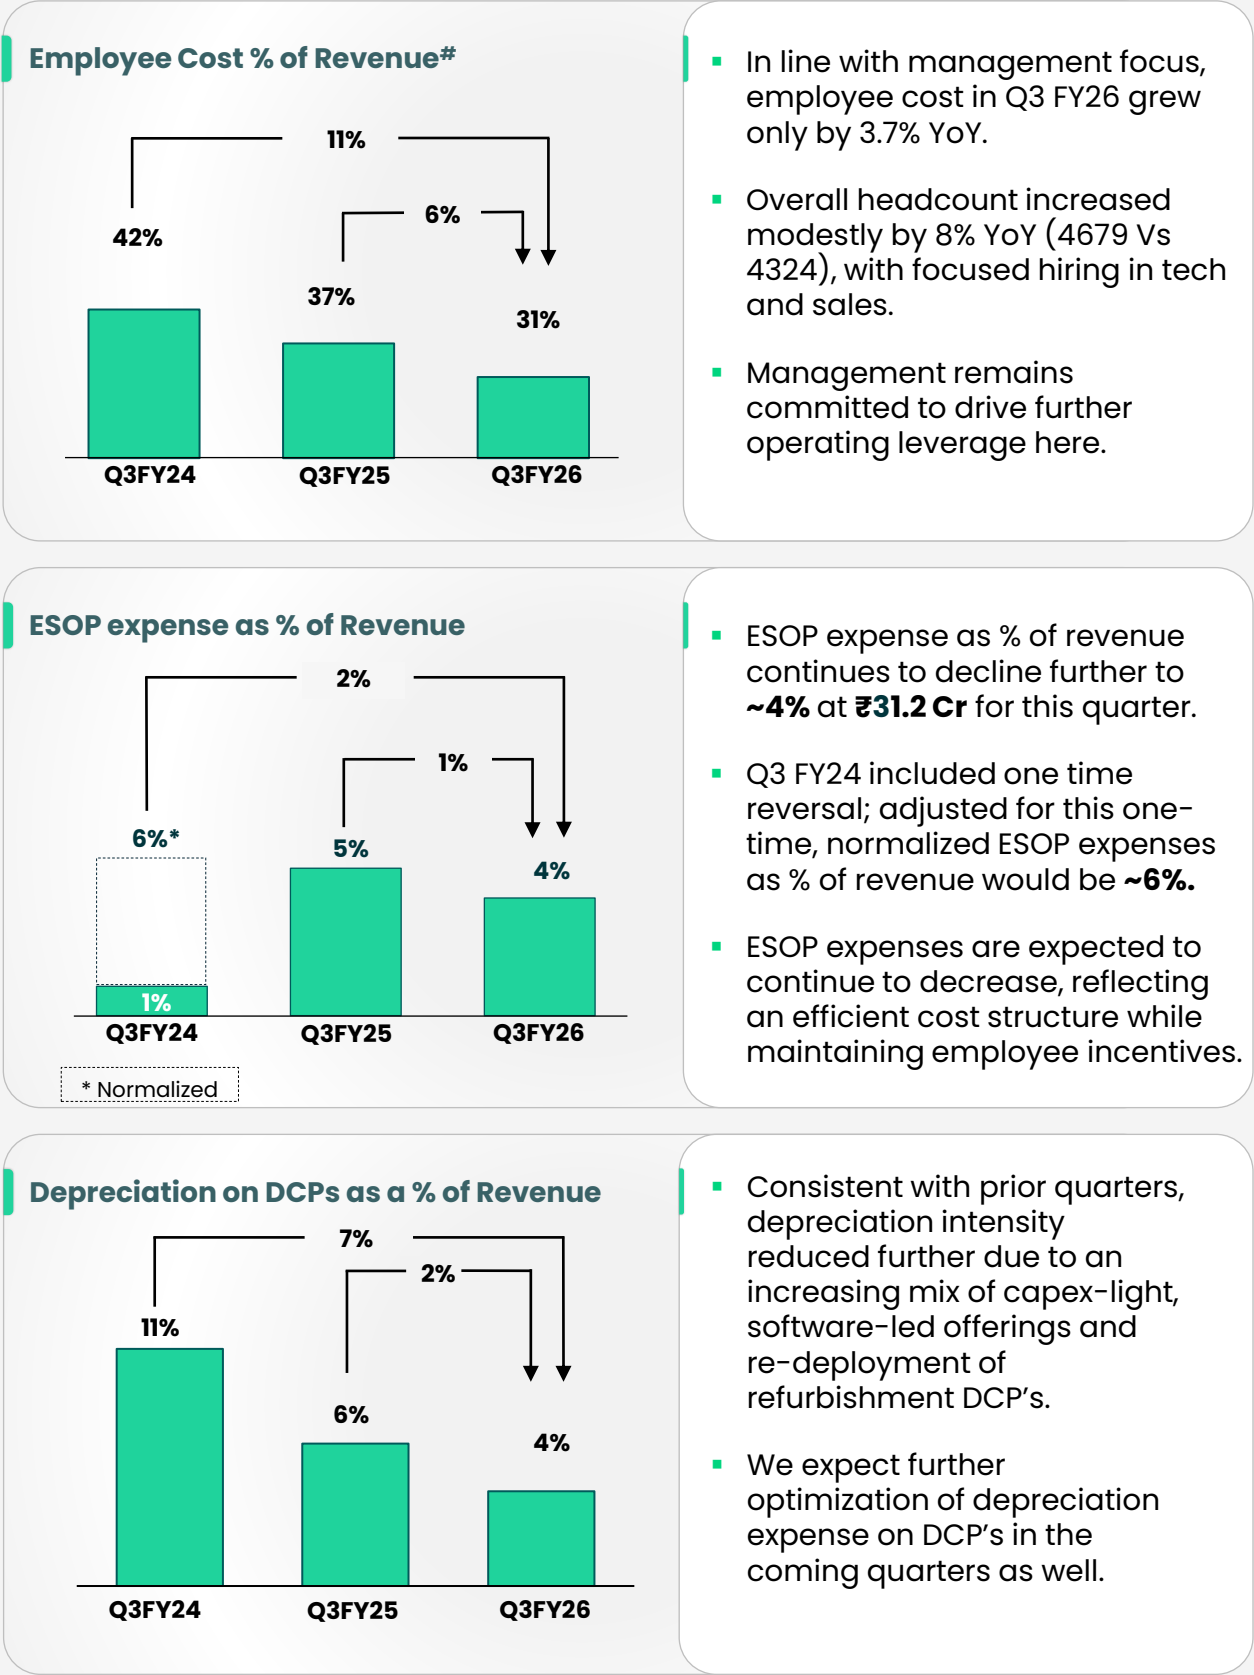 Employee Cost % of Revenue#
11%
6%
42%
37%
31%
Q3FY24 Q3FY25 Q3FY26
▪ In line with management focus,
employee cost in Q3 FY26 grew
only by 3.7% YoY.
▪ Overall headcount increased
modestly by 8% YoY (4679 Vs
4324), with focused hiring in tech
and sales.
▪ Management remains
committed to drive further
operating leverage here.
ESOP expense as % of Revenue
2%
1%
6%*
5%
4%
1%
Q3FY24 Q3FY25 Q3FY26
* Normalized
▪ ESOP expense as % of revenue
continues to decline further to
~4% at ₹31.2 Cr for this quarter.
▪ Q3 FY24 included one time
reversal; adjusted for this one-
time, normalized ESOP expenses
as % of revenue would be ~6%.
▪ ESOP expenses are expected to
continue to decrease, reflecting
an efficient cost structure while
maintaining employee incentives.
Depreciation on DCPs as a % of Revenue
7%
2%
11%
6%
4%
Q3FY24 Q3FY25 Q3FY26
▪ Consistent with prior quarters,
depreciation intensity
reduced further due to an
increasing mix of capex-light,
software-led offerings and
re-deployment of
refurbishment DCP’s.
▪ We expect further
optimization of depreciation
expense on DCP’s in the
coming quarters as well.